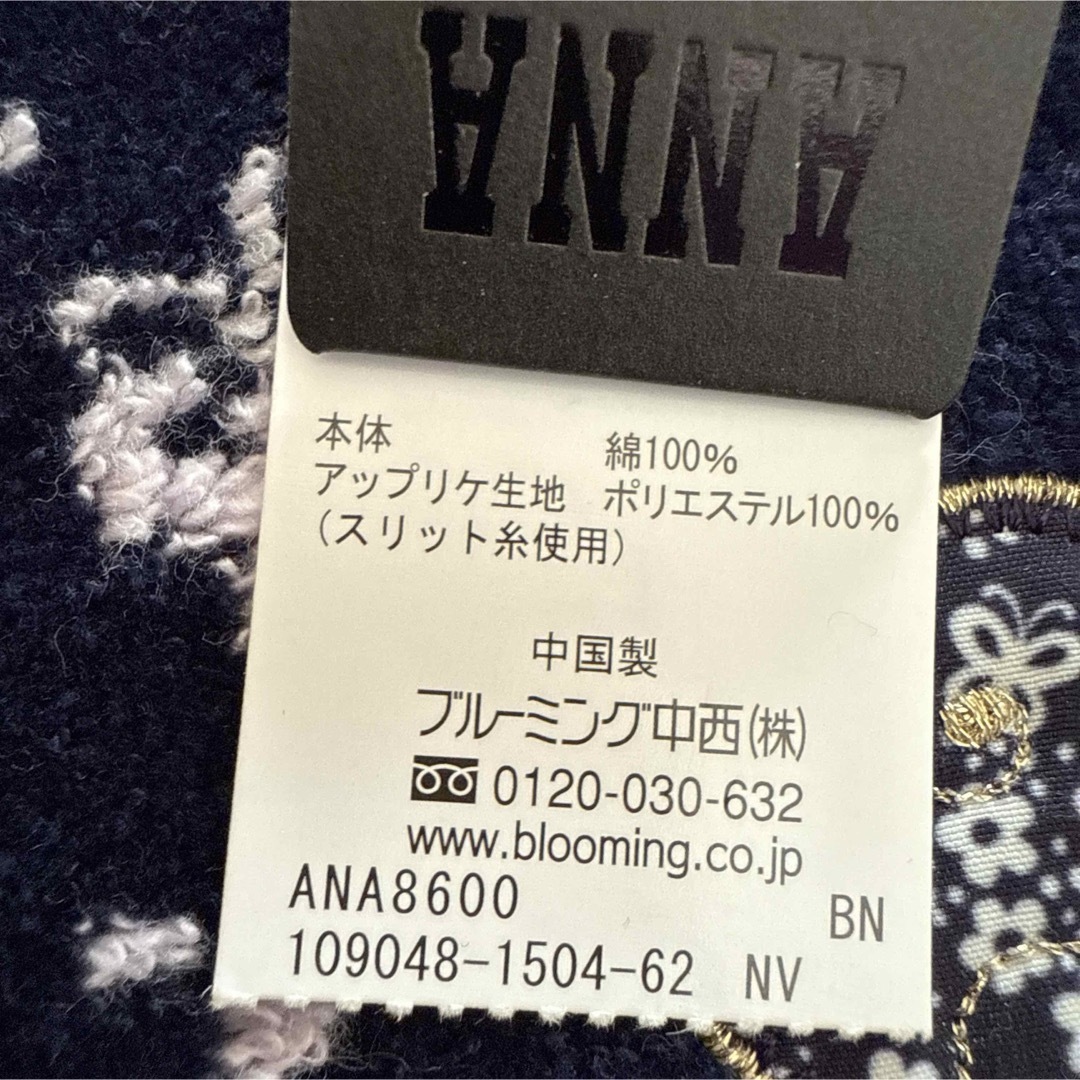 ANNA
本体 綿100%
アップリケ生地 ポリエステル100%
(スリット糸使用)
中国製
ブルーミング中西(株)
0120-030-632
www.blooming.co.jp
ANA8600 BN
109048-1504-62 NV